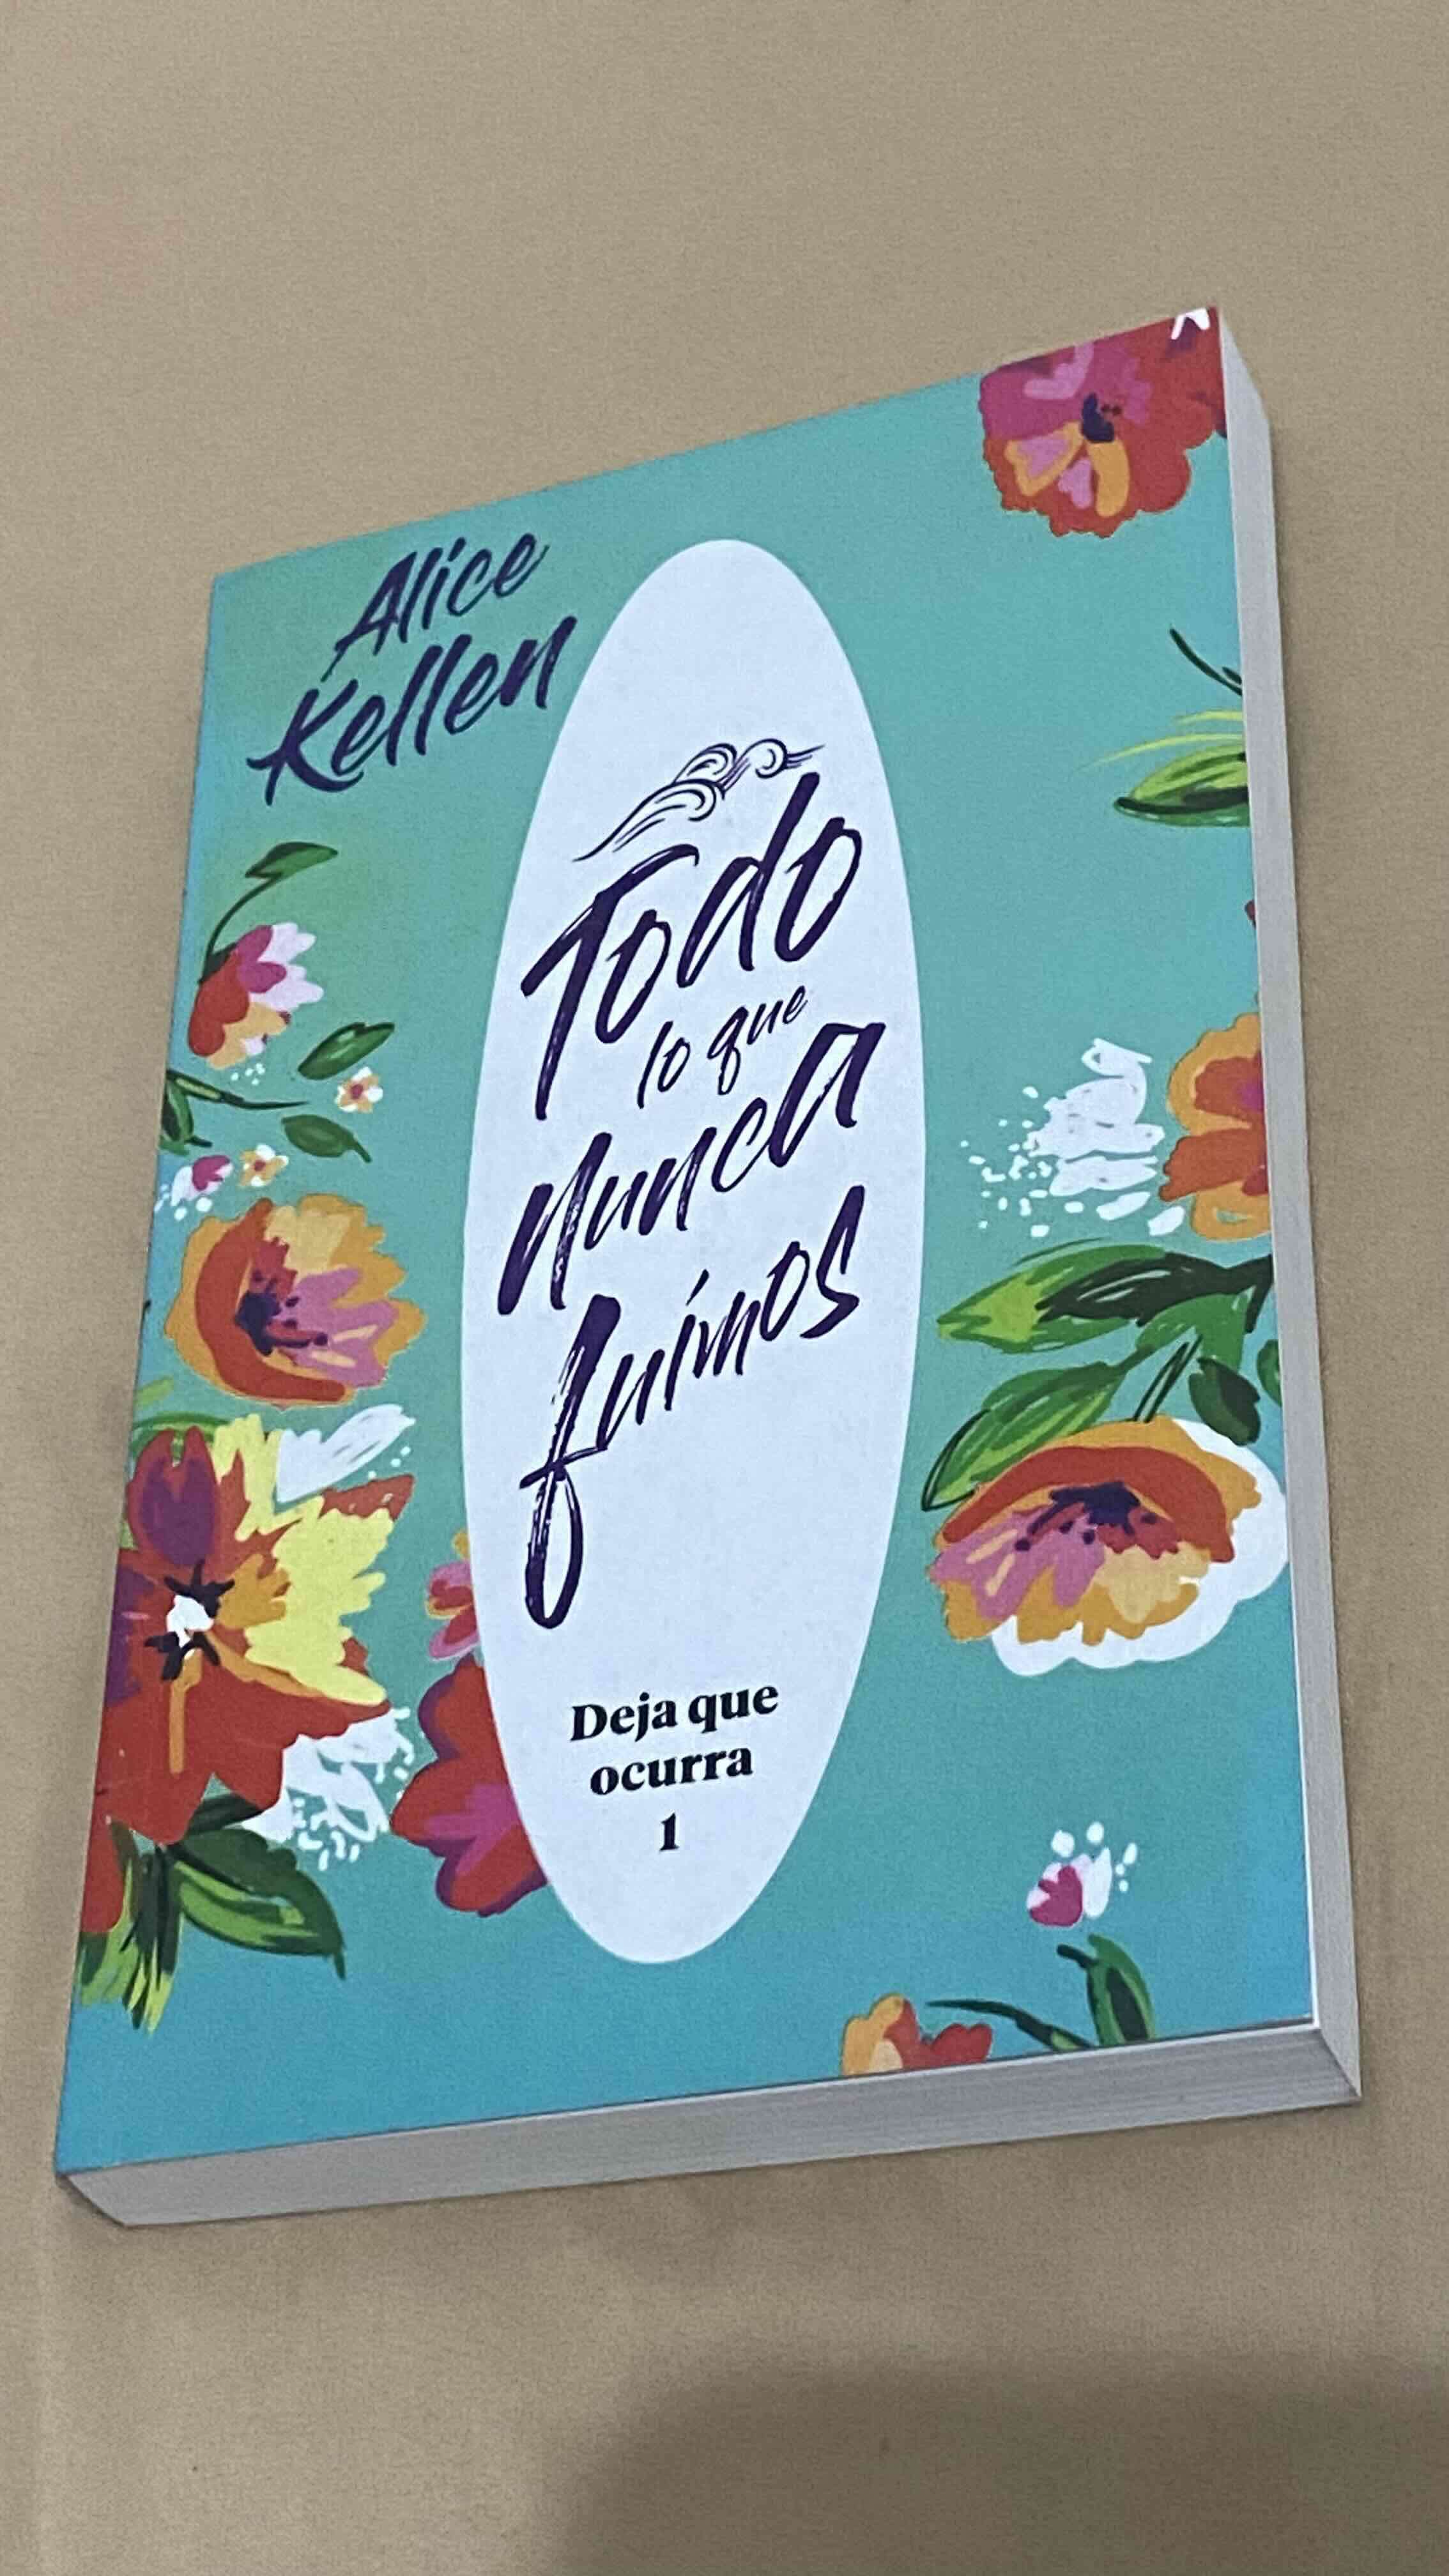 Alice
Kellen
Todo
lo que
nunca
fuimos
Deja que
ocurra
1